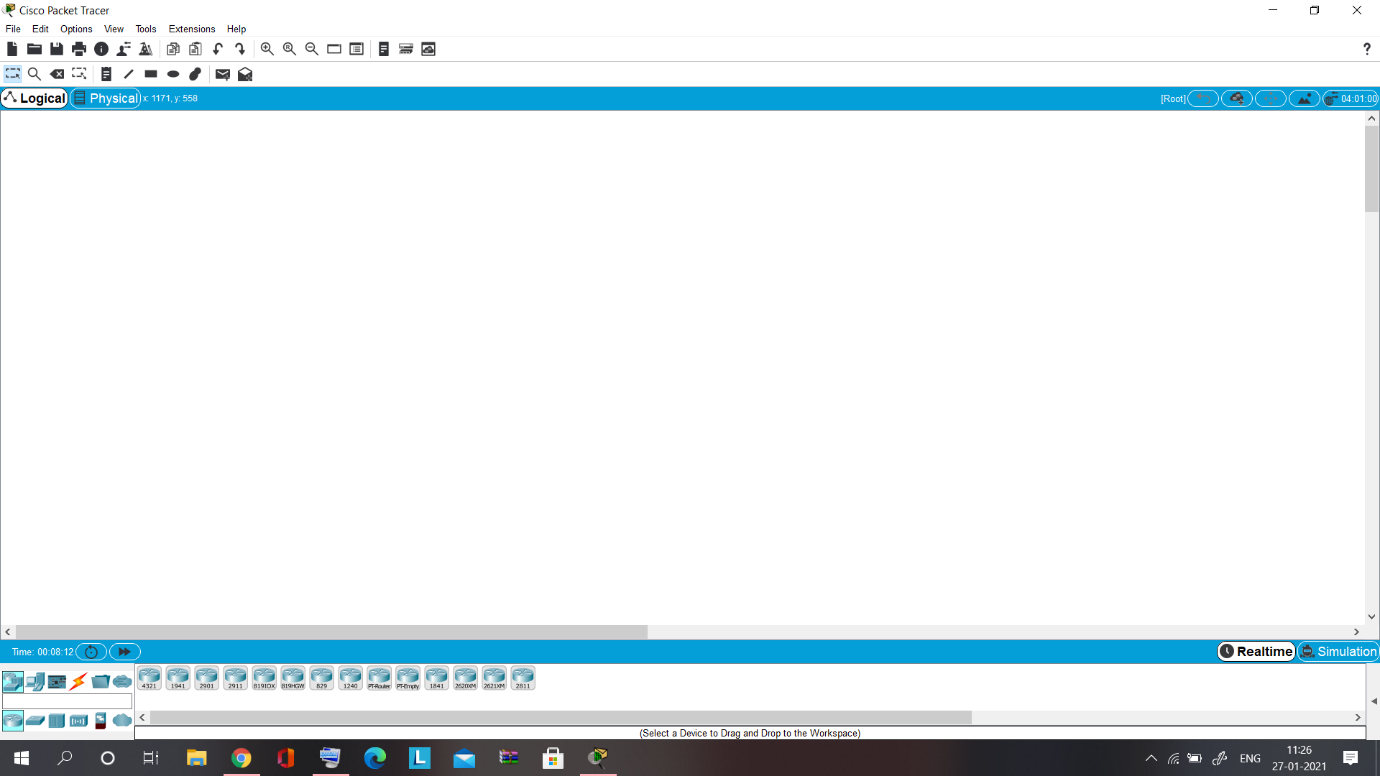 Cisco Packet Tracer
File Edit Options View Tools Extensions Help
?
Logical Physical x: 1171, y: 558 [Root] 04:01:00
Time: 00:08:12 Realtime Simulation
4321 1941 2901 2911 819IOX 819HGW 829 1240 PT-Router PT-Empty 1841 2620XM 2621XM 2811
(Select a Device to Drag and Drop to the Workspace)
L ENG 11:26
27-01-2021